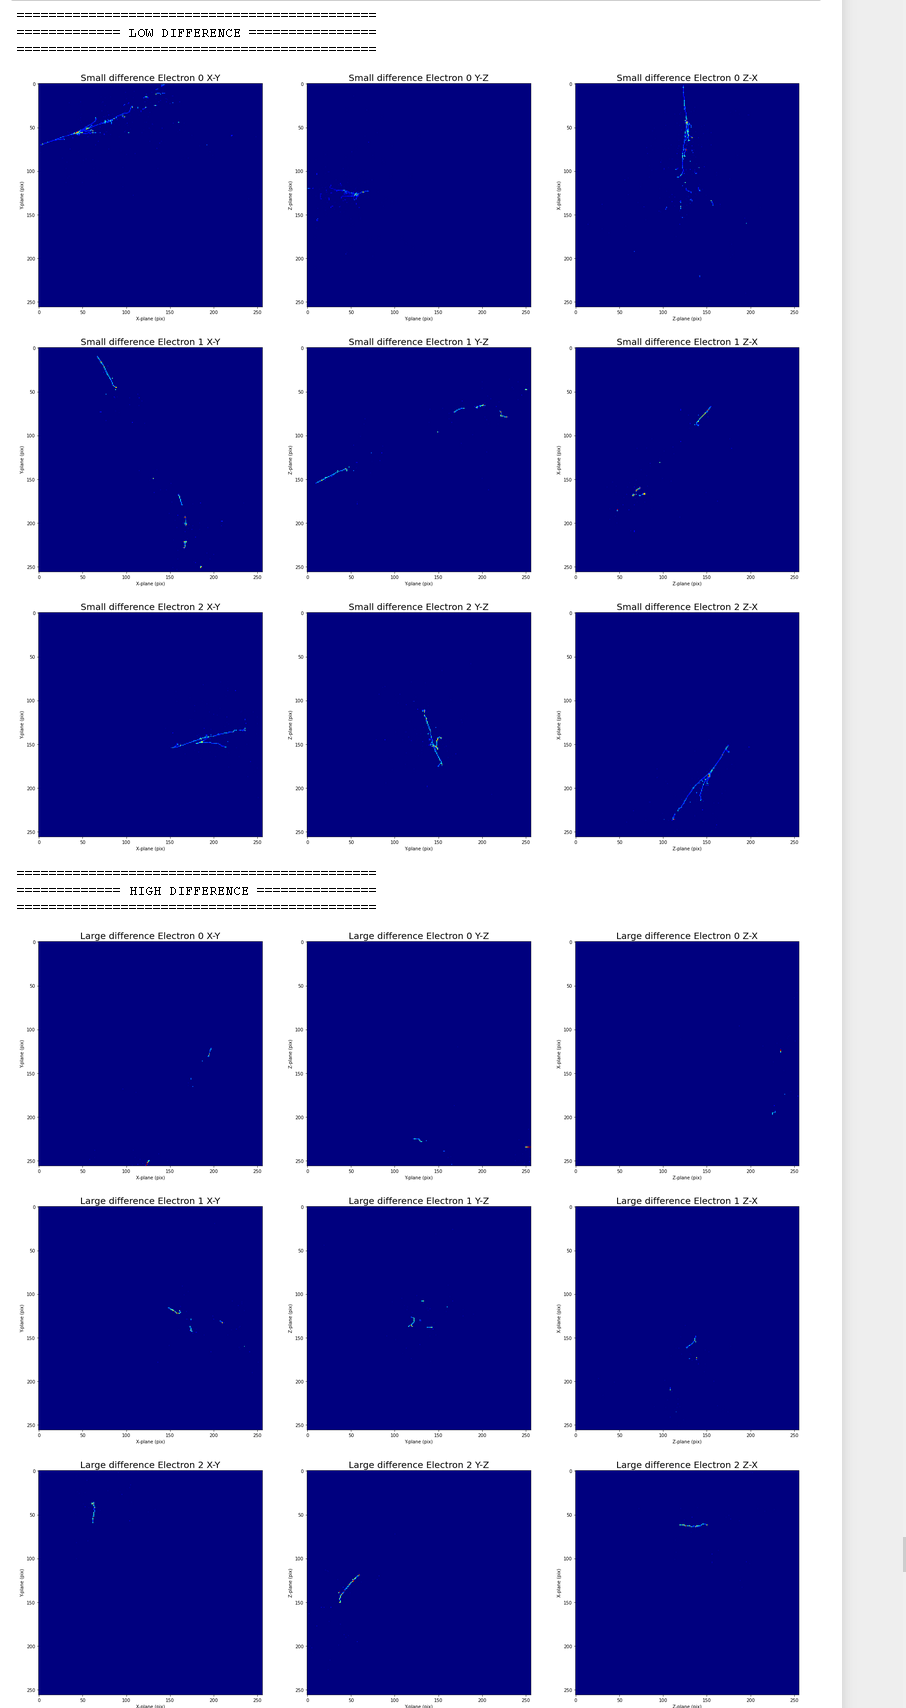 =============================================
============= LOW DIFFERENCE ================
=============================================
Small difference Electron 0 X-Y
Small difference Electron 0 Y-Z
Small difference Electron 0 Z-X
0
50
100
150
200
250
Y-plane (pix)
0 50 100 150 200 250
X-plane (pix)
0
50
100
150
200
250
Z-plane (pix)
0 50 100 150 200 250
Y-plane (pix)
0
50
100
150
200
250
X-plane (pix)
0 50 100 150 200 250
Z-plane (pix)
Small difference Electron 1 X-Y
Small difference Electron 1 Y-Z
Small difference Electron 1 Z-X
0
50
100
150
200
250
Y-plane (pix)
0 50 100 150 200 250
X-plane (pix)
0
50
100
150
200
250
Z-plane (pix)
0 50 100 150 200 250
Y-plane (pix)
0
50
100
150
200
250
X-plane (pix)
0 50 100 150 200 250
Z-plane (pix)
Small difference Electron 2 X-Y
Small difference Electron 2 Y-Z
Small difference Electron 2 Z-X
0
50
100
150
200
250
Y-plane (pix)
0 50 100 150 200 250
X-plane (pix)
0
50
100
150
200
250
Z-plane (pix)
0 50 100 150 200 250
Y-plane (pix)
0
50
100
150
200
250
X-plane (pix)
0 50 100 150 200 250
Z-plane (pix)
=============================================
============= HIGH DIFFERENCE ===============
=============================================
Large difference Electron 0 X-Y
Large difference Electron 0 Y-Z
Large difference Electron 0 Z-X
0
50
100
150
200
250
Y-plane (pix)
0 50 100 150 200 250
X-plane (pix)
0
50
100
150
200
250
Z-plane (pix)
0 50 100 150 200 250
Y-plane (pix)
0
50
100
150
200
250
X-plane (pix)
0 50 100 150 200 250
Z-plane (pix)
Large difference Electron 1 X-Y
Large difference Electron 1 Y-Z
Large difference Electron 1 Z-X
0
50
100
150
200
250
Y-plane (pix)
0 50 100 150 200 250
X-plane (pix)
0
50
100
150
200
250
Z-plane (pix)
0 50 100 150 200 250
Y-plane (pix)
0
50
100
150
200
250
X-plane (pix)
0 50 100 150 200 250
Z-plane (pix)
Large difference Electron 2 X-Y
Large difference Electron 2 Y-Z
Large difference Electron 2 Z-X
0
50
100
150
200
250
Y-plane (pix)
0 50 100 150 200 250
X-plane (pix)
0
50
100
150
200
250
Z-plane (pix)
0 50 100 150 200 250
Y-plane (pix)
0
50
100
150
200
250
X-plane (pix)
0 50 100 150 200 250
Z-plane (pix)